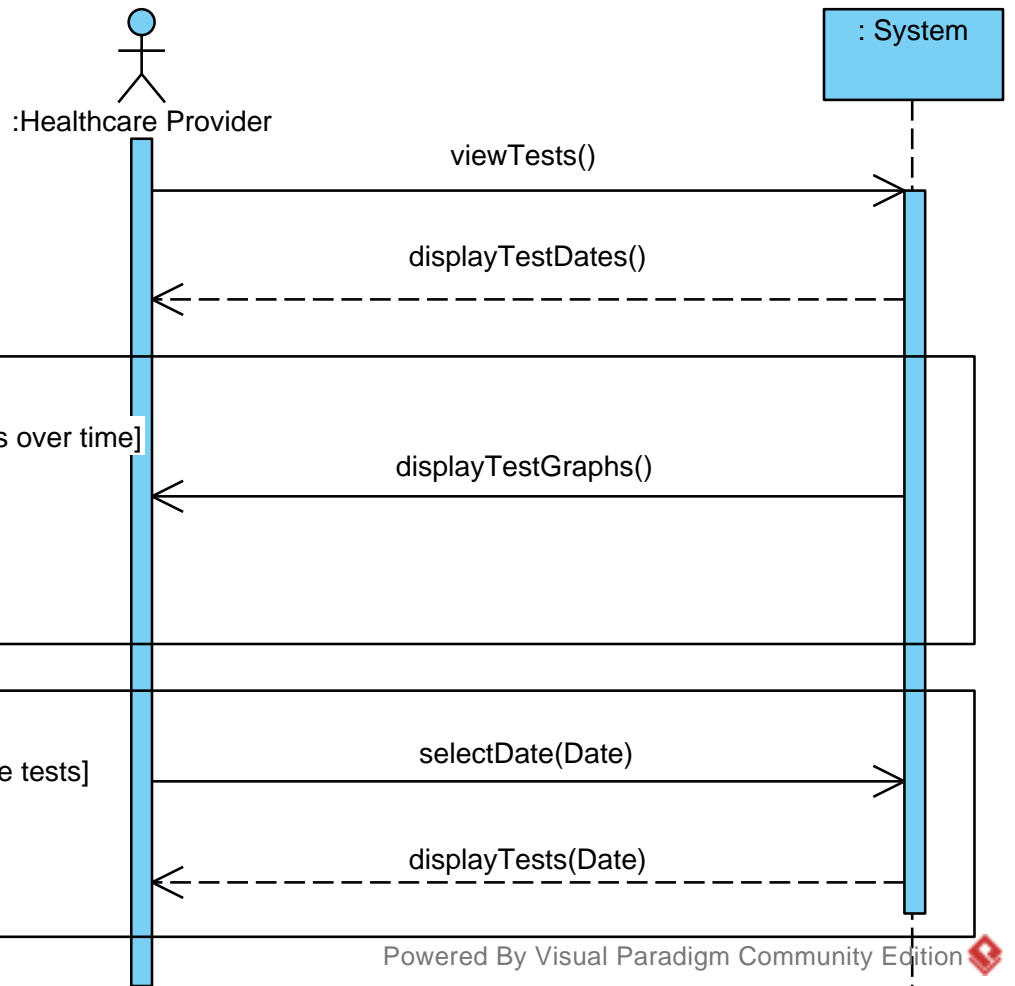 : System
:Healthcare Provider
viewTests()
displayTestDates()
s over time]
displayTestGraphs()
selectDate(Date)
e tests]
displayTests(Date)
Powered By Visual Paradigm Community Edition